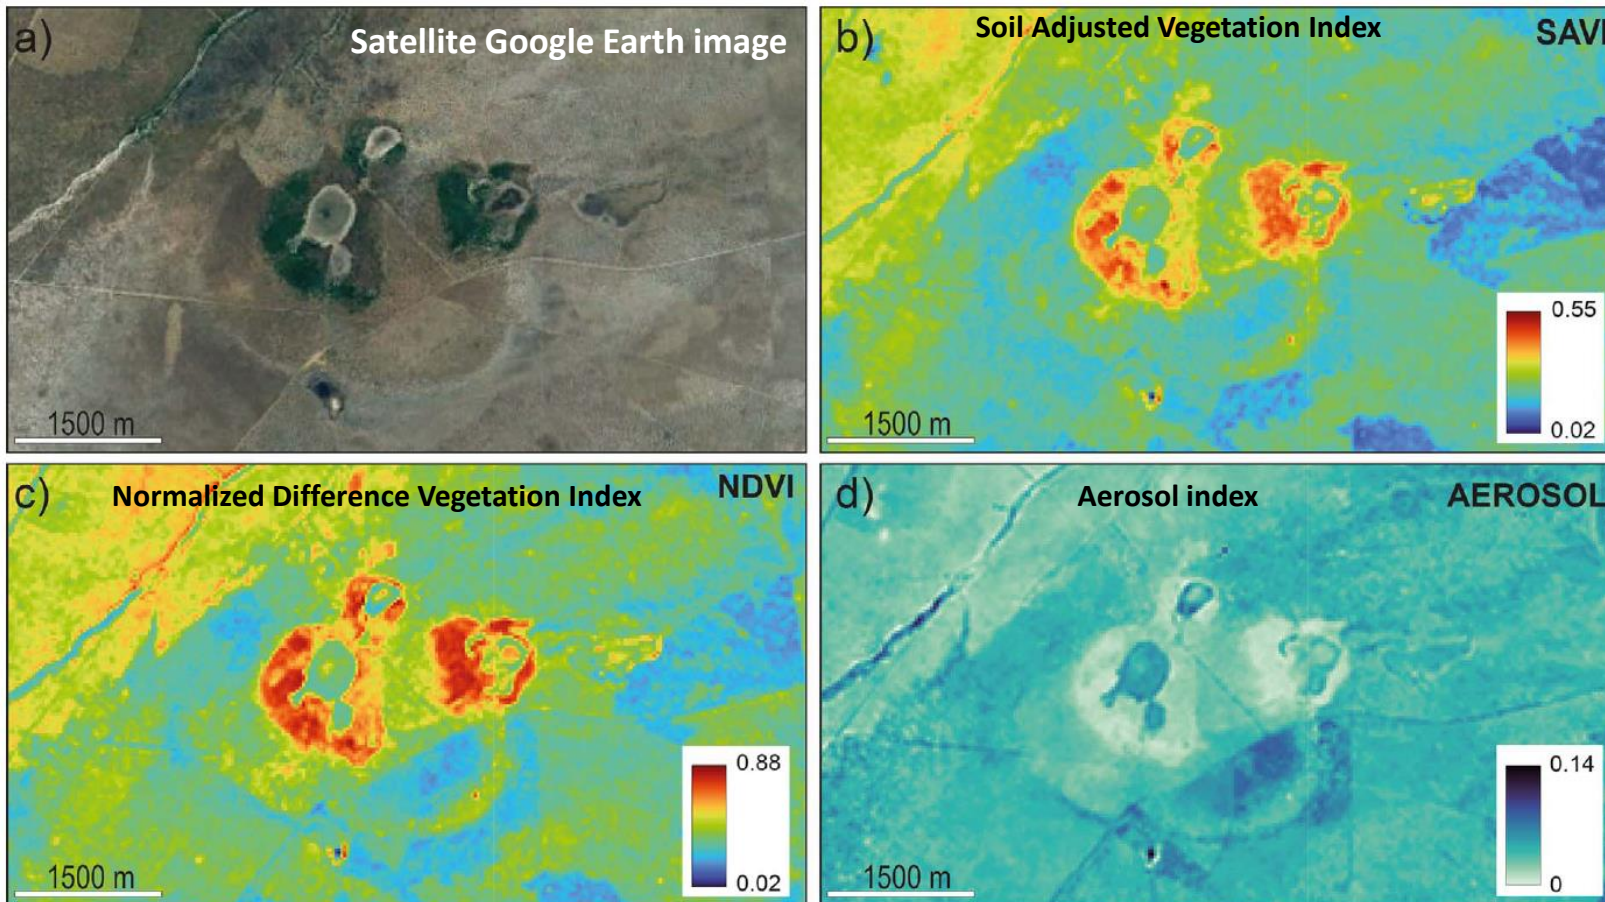 a) Satellite Google Earth image
1500 m
b) Soil Adjusted Vegetation Index SAVI
0.55
0.02
1500 m
c) Normalized Difference Vegetation Index NDVI
0.88
0.02
1500 m
d) Aerosol index AEROSOL
0.14
0
1500 m